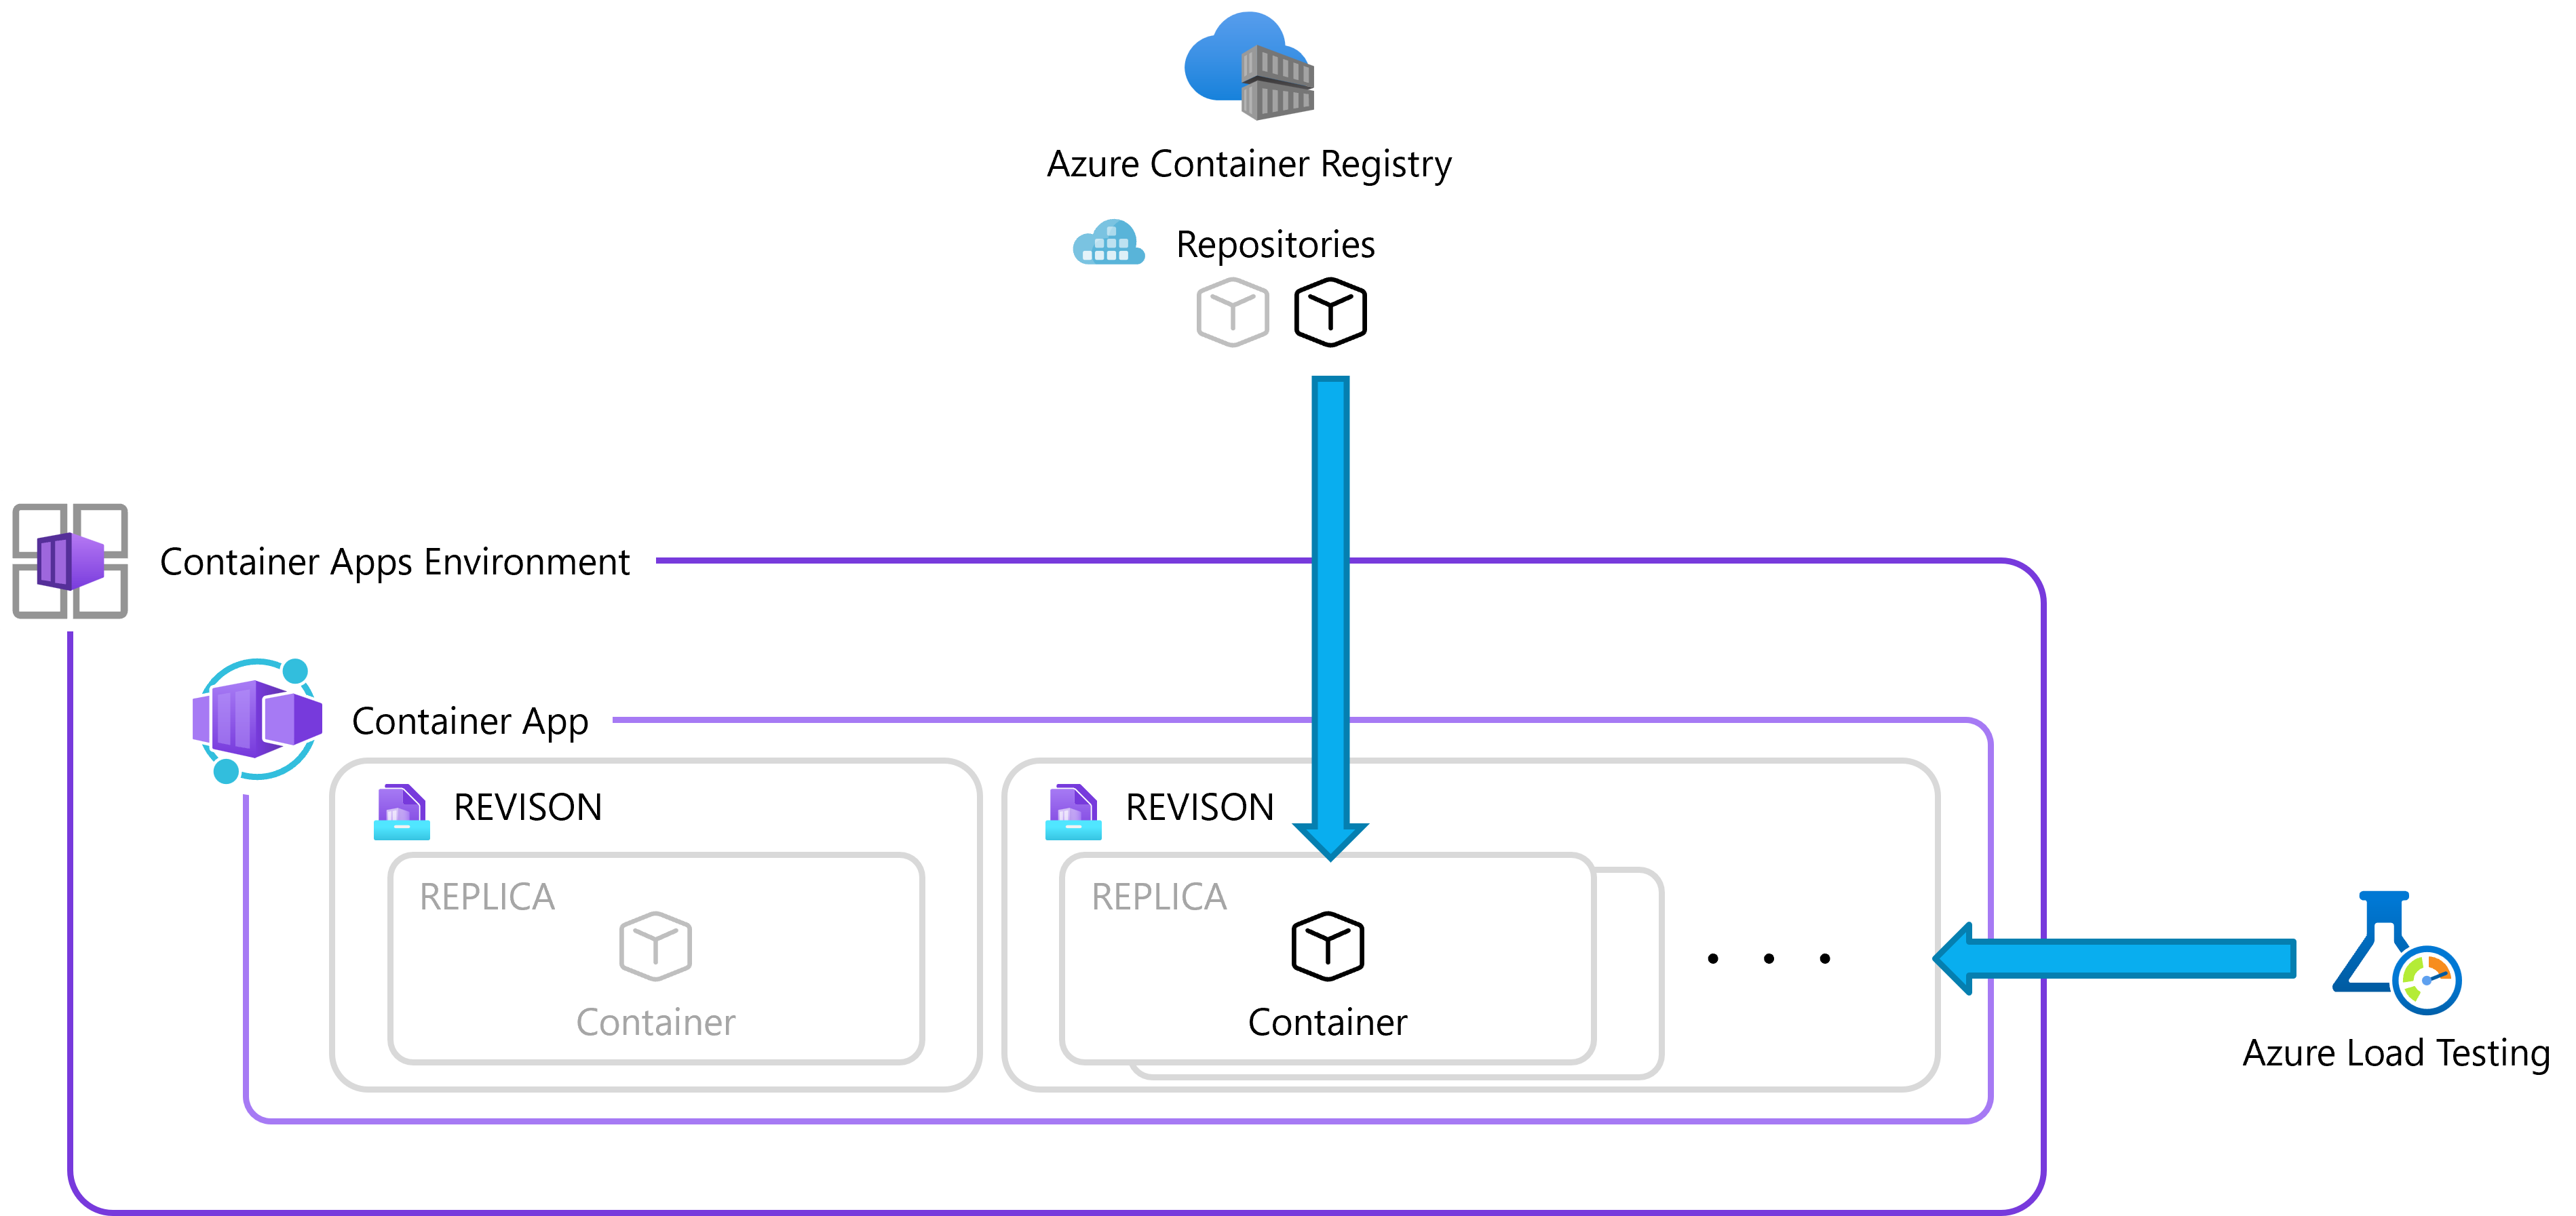 Azure Container Registry
Repositories
Container Apps Environment
Container App
REVISON
REPLICA
Container
REVISON
REPLICA
Container
Azure Load Testing